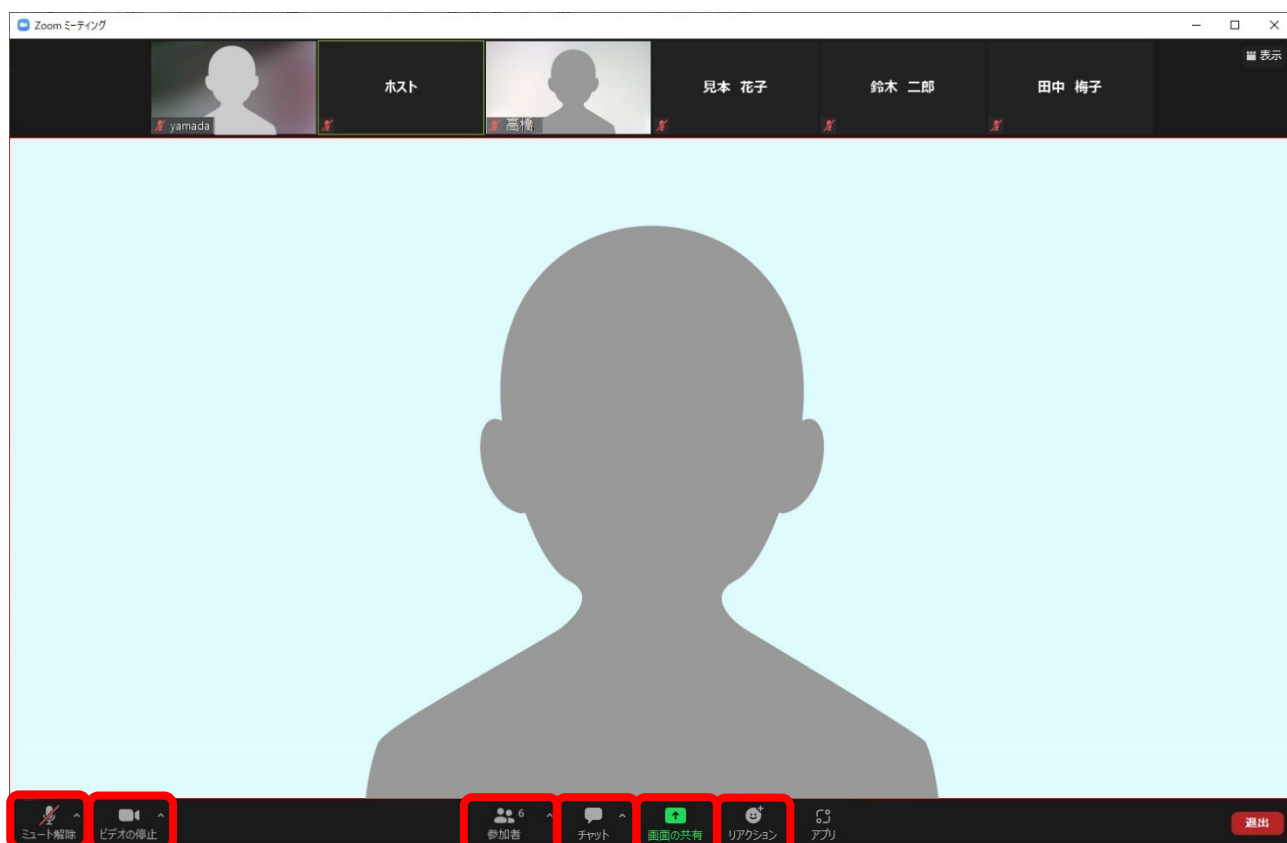 Zoom ミーティング
表示
yamada
ホスト
高橋
見本 花子
鈴木 二郎
田中 梅子
ミュート解除
ビデオの停止
6
参加者
チャット
画面の共有
リアクション
アプリ
退出